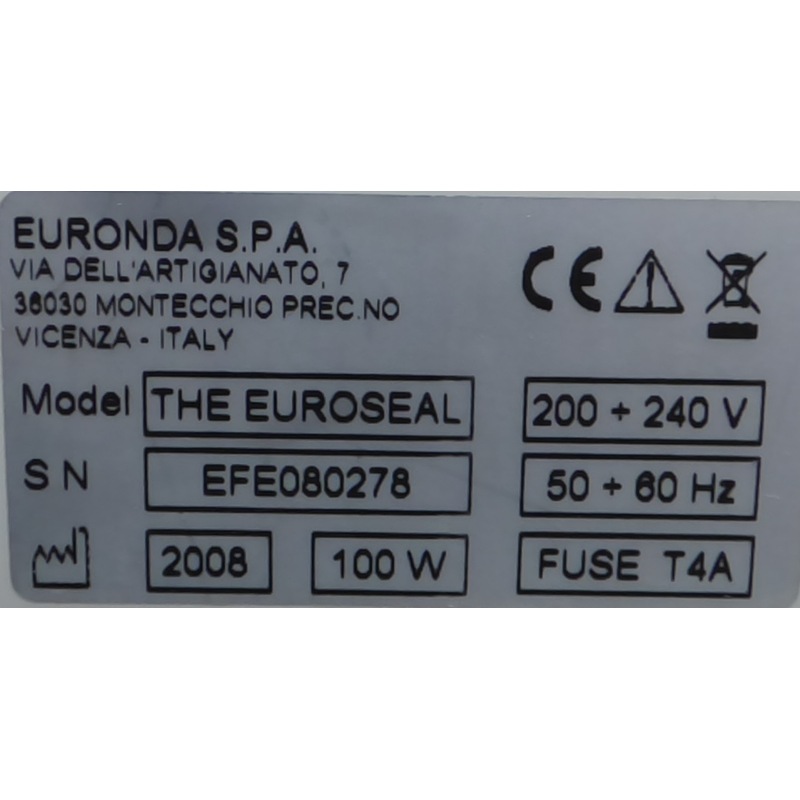 EURONDA S.P.A.
VIA DELL'ARTIGIANATO, 7
36030 MONTECCHIO PREC.NO
VICENZA - ITALY
CE
Model THE EUROSEAL 200 ÷ 240 V
S N EFE080278 50 ÷ 60 Hz
2008 100 W FUSE T4A